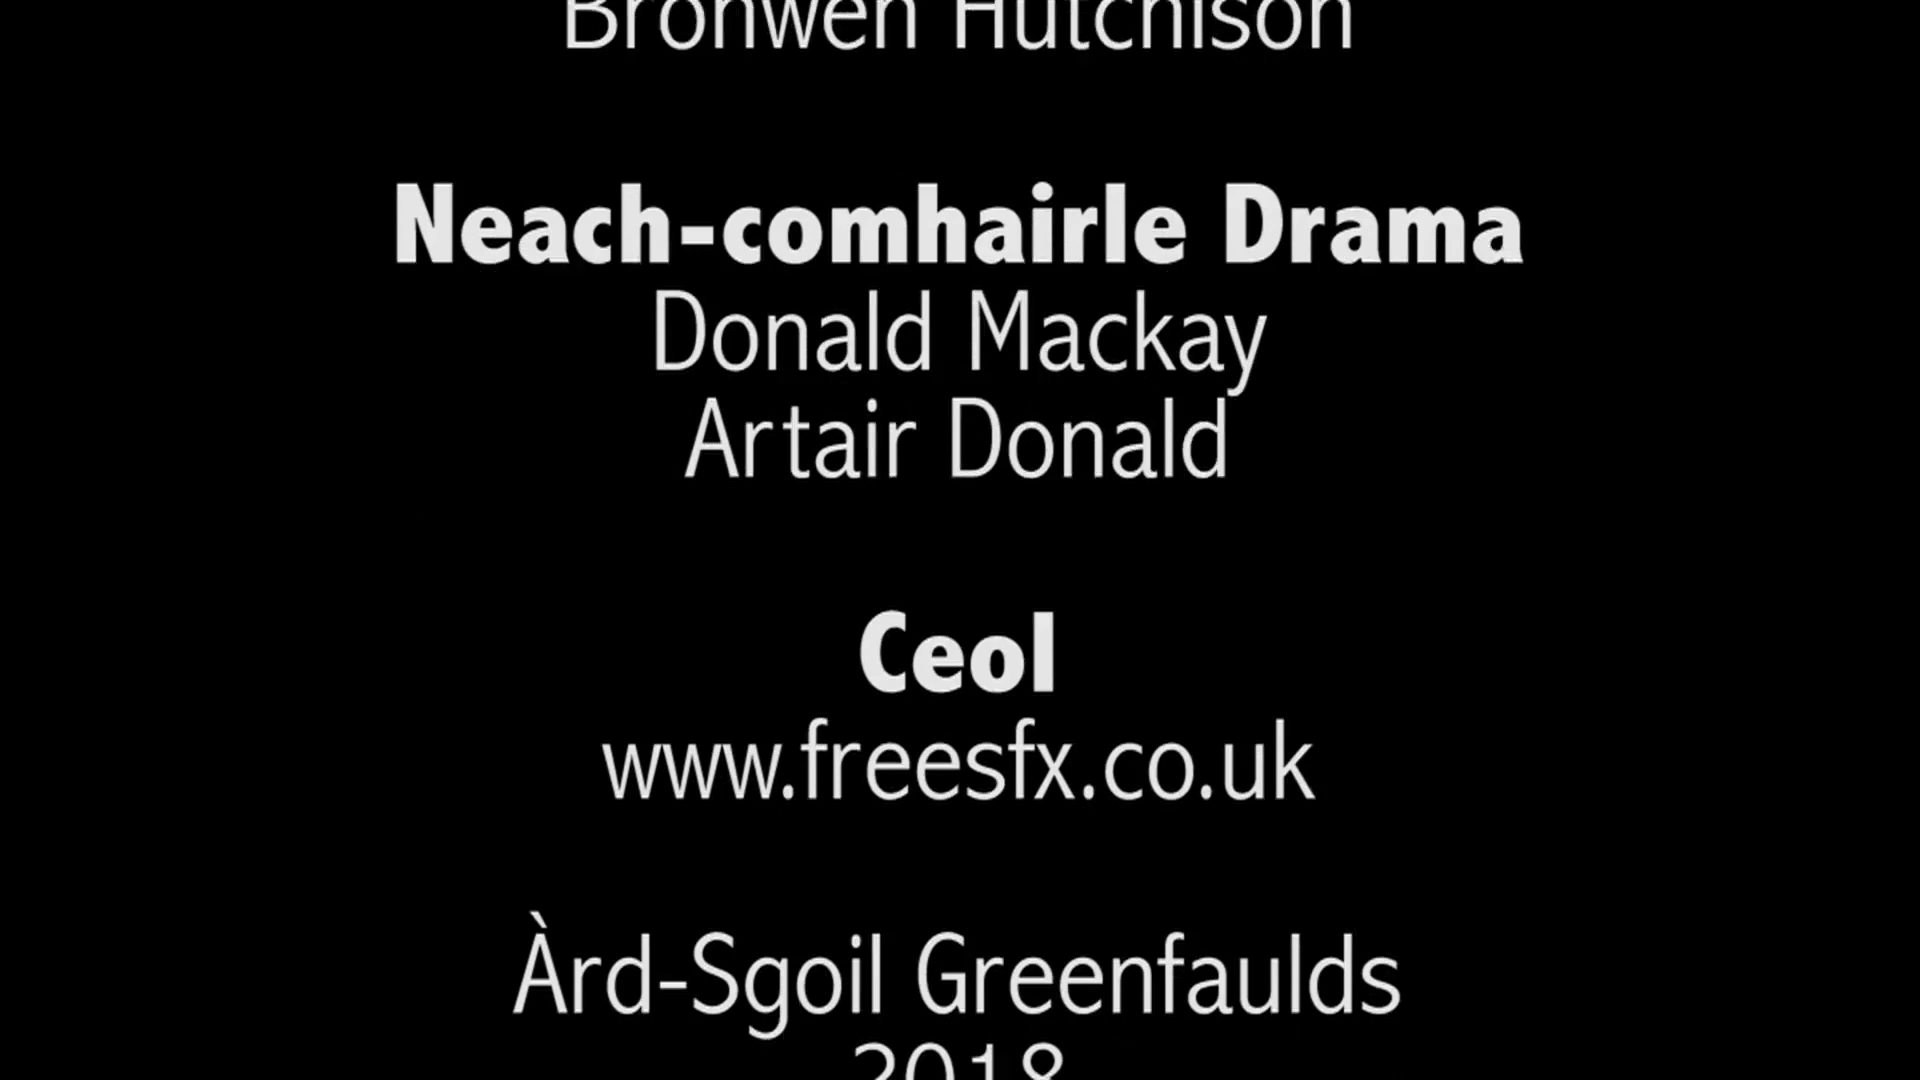 Bronwen Hutchison
Neach-comhairle Drama
Donald Mackay
Artair Donald
Ceol
www.freesfx.co.uk
Àrd-Sgoil Greenfaulds
2018